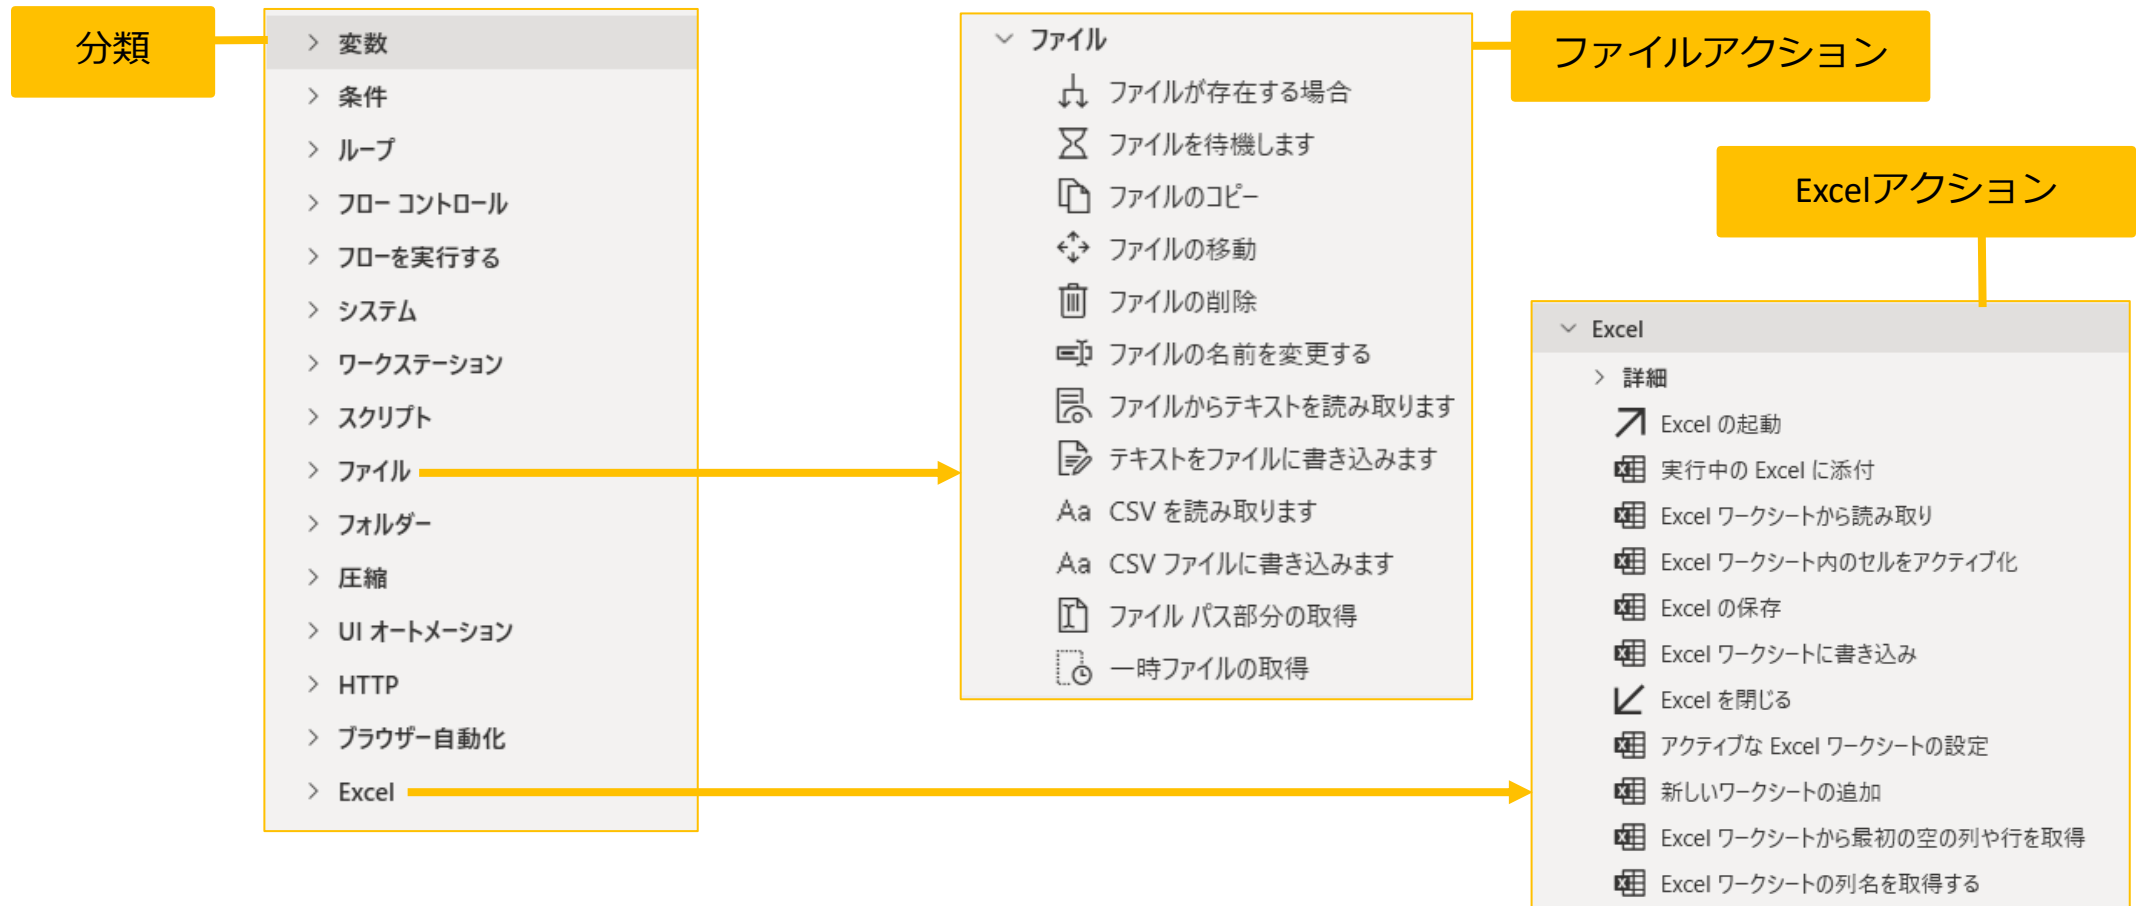 分類
変数
条件
ループ
フロー コントロール
フローを実行する
システム
ワークステーション
スクリプト
ファイル
フォルダー
圧縮
UI オートメーション
HTTP
ブラウザー自動化
Excel
ファイルアクション
ファイル
ファイルが存在する場合
ファイルを待機します
ファイルのコピー
ファイルの移動
ファイルの削除
ファイルの名前を変更する
ファイルからテキストを読み取ります
テキストをファイルに書き込みます
Aa CSV を読み取ります
Aa CSV ファイルに書き込みます
ファイル パス部分の取得
一時ファイルの取得
Excelアクション
Excel
詳細
Excel の起動
実行中の Excel に添付
Excel ワークシートから読み取り
Excel ワークシート内のセルをアクティブ化
Excel の保存
Excel ワークシートに書き込み
Excel を閉じる
アクティブな Excel ワークシートの設定
新しいワークシートの追加
Excel ワークシートから最初の空の列や行を取得
Excel ワークシートの列名を取得する